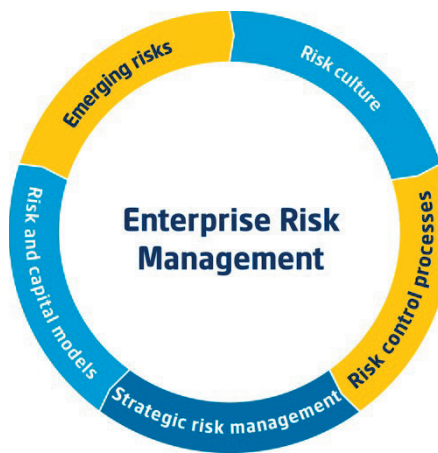 Emerging risks
Risk culture
Enterprise Risk
Management
Risk and capital models
Risk control processes
Strategic risk management